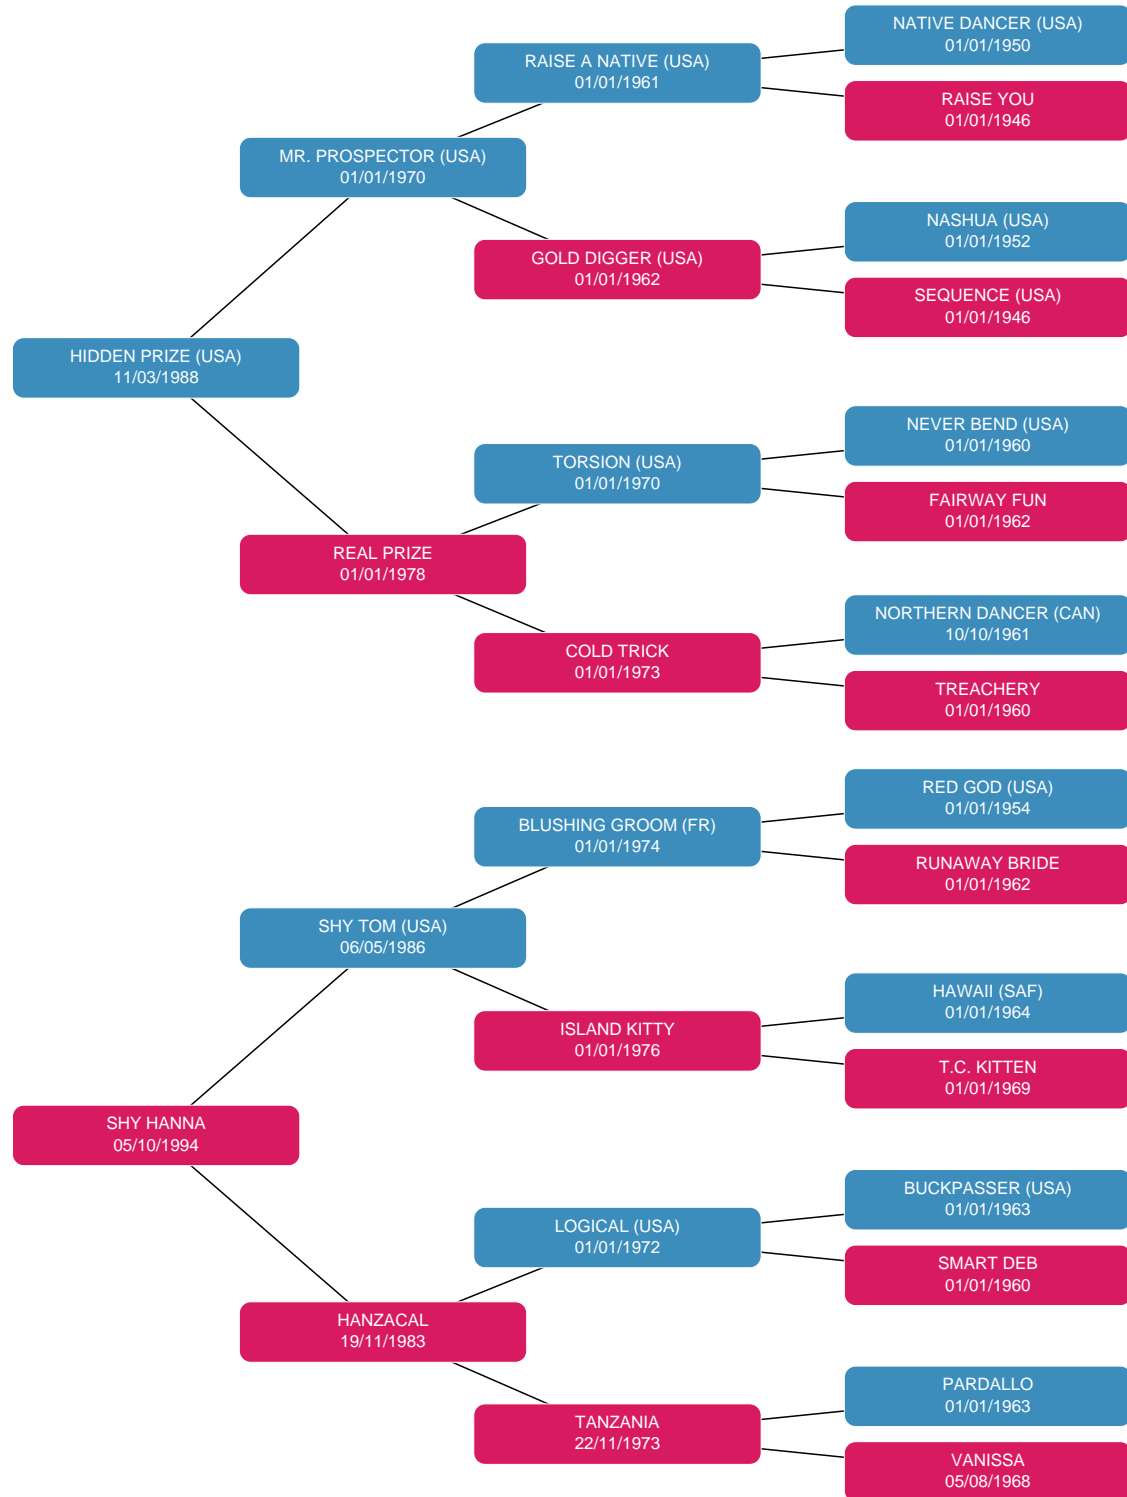 NATIVE DANCER (USA)
01/01/1950
RAISE A NATIVE (USA)
01/01/1961
RAISE YOU
01/01/1946
MR. PROSPECTOR (USA)
01/01/1970
NASHUA (USA)
01/01/1952
GOLD DIGGER (USA)
01/01/1962
SEQUENCE (USA)
01/01/1946
HIDDEN PRIZE (USA)
11/03/1988
NEVER BEND (USA)
01/01/1960
TORSION (USA)
01/01/1970
FAIRWAY FUN
01/01/1962
REAL PRIZE
01/01/1978
NORTHERN DANCER (CAN)
10/10/1961
COLD TRICK
01/01/1973
TREACHERY
01/01/1960
RED GOD (USA)
01/01/1954
BLUSHING GROOM (FR)
01/01/1974
RUNAWAY BRIDE
01/01/1962
SHY TOM (USA)
06/05/1986
HAWAII (SAF)
01/01/1964
ISLAND KITTY
01/01/1976
T.C. KITTEN
01/01/1969
SHY HANNA
05/10/1994
BUCKPASSER (USA)
01/01/1963
LOGICAL (USA)
01/01/1972
SMART DEB
01/01/1960
HANZACAL
19/11/1983
PARDALLO
01/01/1963
TANZANIA
22/11/1973
VANISSA
05/08/1968